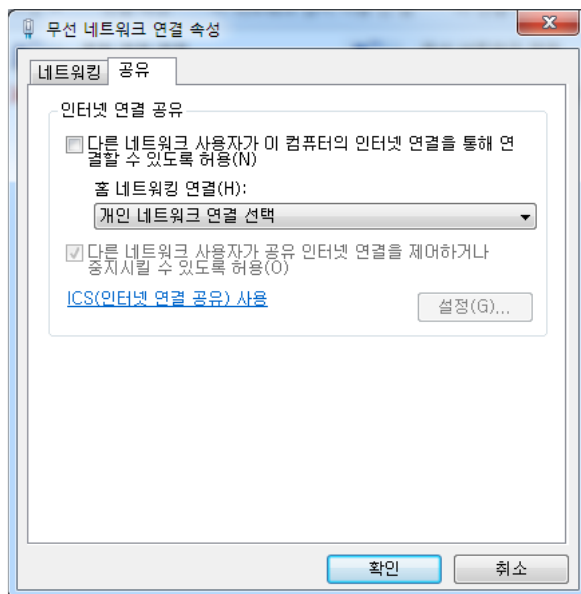 무선 네트워크 연결 속성
네트워킹 공유
인터넷 연결 공유
다른 네트워크 사용자가 이 컴퓨터의 인터넷 연결을 통해 연
결할 수 있도록 허용(N)
홈 네트워킹 연결(H):
개인 네트워크 연결 선택
다른 네트워크 사용자가 공유 인터넷 연결을 제어하거나
중지시킬 수 있도록 허용(O)
ICS(인터넷 연결 공유) 사용
설정(G)...
확인 취소